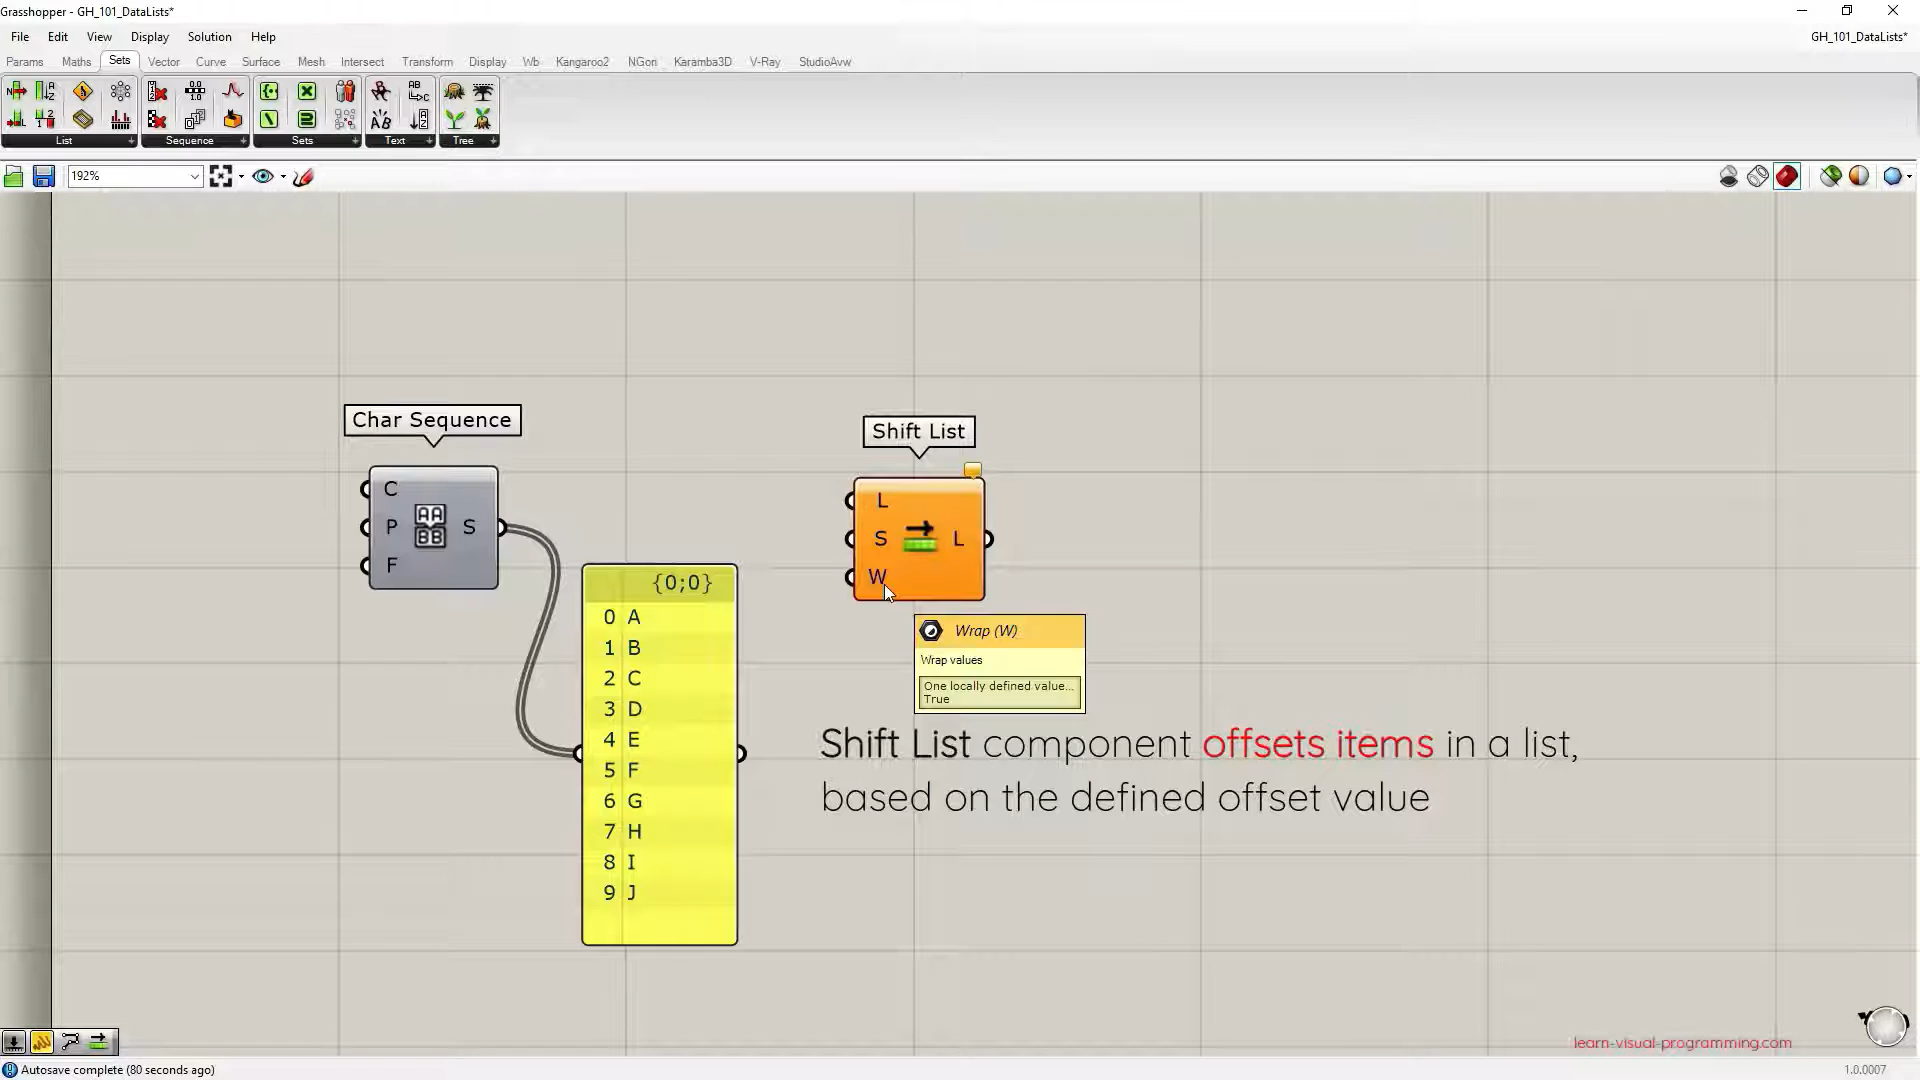 Grasshopper - GH_101_DataLists*
File Edit View Display Solution Help
GH_101_DataLists*
Params Maths Sets Vector Curve Surface Mesh Intersect Transform Display Wb Kangaroo2 NGon Karamba3D V-Ray StudioAvw
List Sequence Sets Text Tree
192%
Char Sequence
C
P
F
S
AA
BB
{0;0}
0 A
1 B
2 C
3 D
4 E
5 F
6 G
7 H
8 I
9 J
Shift List
L
S
W
L
Wrap (W)
Wrap values
One locally defined value...
True
Shift List component offsets items in a list,
based on the defined offset value
learn-visual-programming.com
Autosave complete (80 seconds ago)
1.0.0007